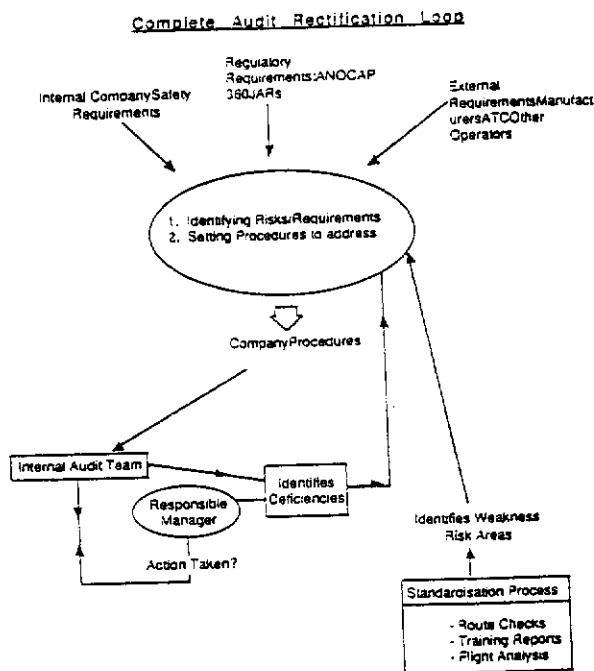 Complete Audit Rectification Loop
Regulatory
Requirements:ANOCAP
360JARs
Internal CompanySafety
Requirements
External
RequirementsManufact
urersATCOther
Operators
1. Identifying Risks/Requirements
2. Setting Procedures to address
CompanyProcedures
Internal Audit Team
Identifies
Deficiencies
Responsible
Manager
Action Taken?
Identifies Weakness
Risk Areas
Standardisation Process
- Route Checks
- Training Reports
- Flight Analysis